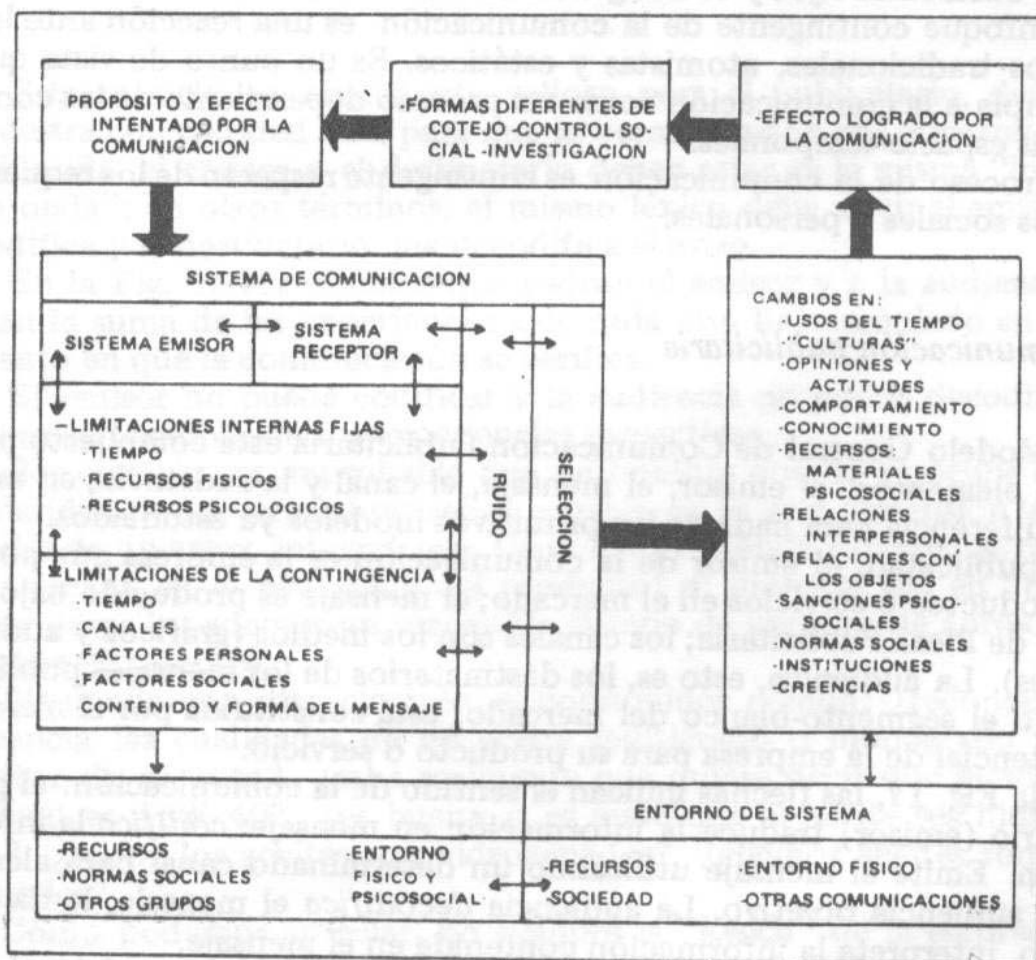 PROPOSITO Y EFECTO
INTENTADO POR LA
COMUNICACION
-FORMAS DIFERENTES DE
COTEJO -CONTROL SO-
CIAL -INVESTIGACION
-EFECTO LOGRADO POR
LA COMUNICACION
SISTEMA DE COMUNICACION
SISTEMA EMISOR
SISTEMA
RECEPTOR
-LIMITACIONES INTERNAS FIJAS
·TIEMPO
·RECURSOS FISICOS
·RECURSOS PSICOLOGICOS
LIMITACIONES DE LA CONTINGENCIA
·TIEMPO
·CANALES
·FACTORES PERSONALES
·FACTORES SOCIALES
CONTENIDO Y FORMA DEL MENSAJE
RUIDO
SELECCION
CAMBIOS EN:
·USOS DEL TIEMPO
·"CULTURAS"
·OPINIONES Y
ACTITUDES
·COMPORTAMIENTO
·CONOCIMIENTO
·RECURSOS
MATERIALES
PSICOSOCIALES
·RELACIONES
INTERPERSONALES
·RELACIONES CON
LOS OBJETOS
·SANCIONES PSICO-
SOCIALES
·NORMAS SOCIALES
·INSTITUCIONES
·CREENCIAS
ENTORNO DEL SISTEMA
-RECURSOS
-NORMAS SOCIALES
-OTROS GRUPOS
-ENTORNO
FISICO Y
PSICOSOCIAL
-RECURSOS
-SOCIEDAD
-ENTORNO FISICO
-OTRAS COMUNICACIONES